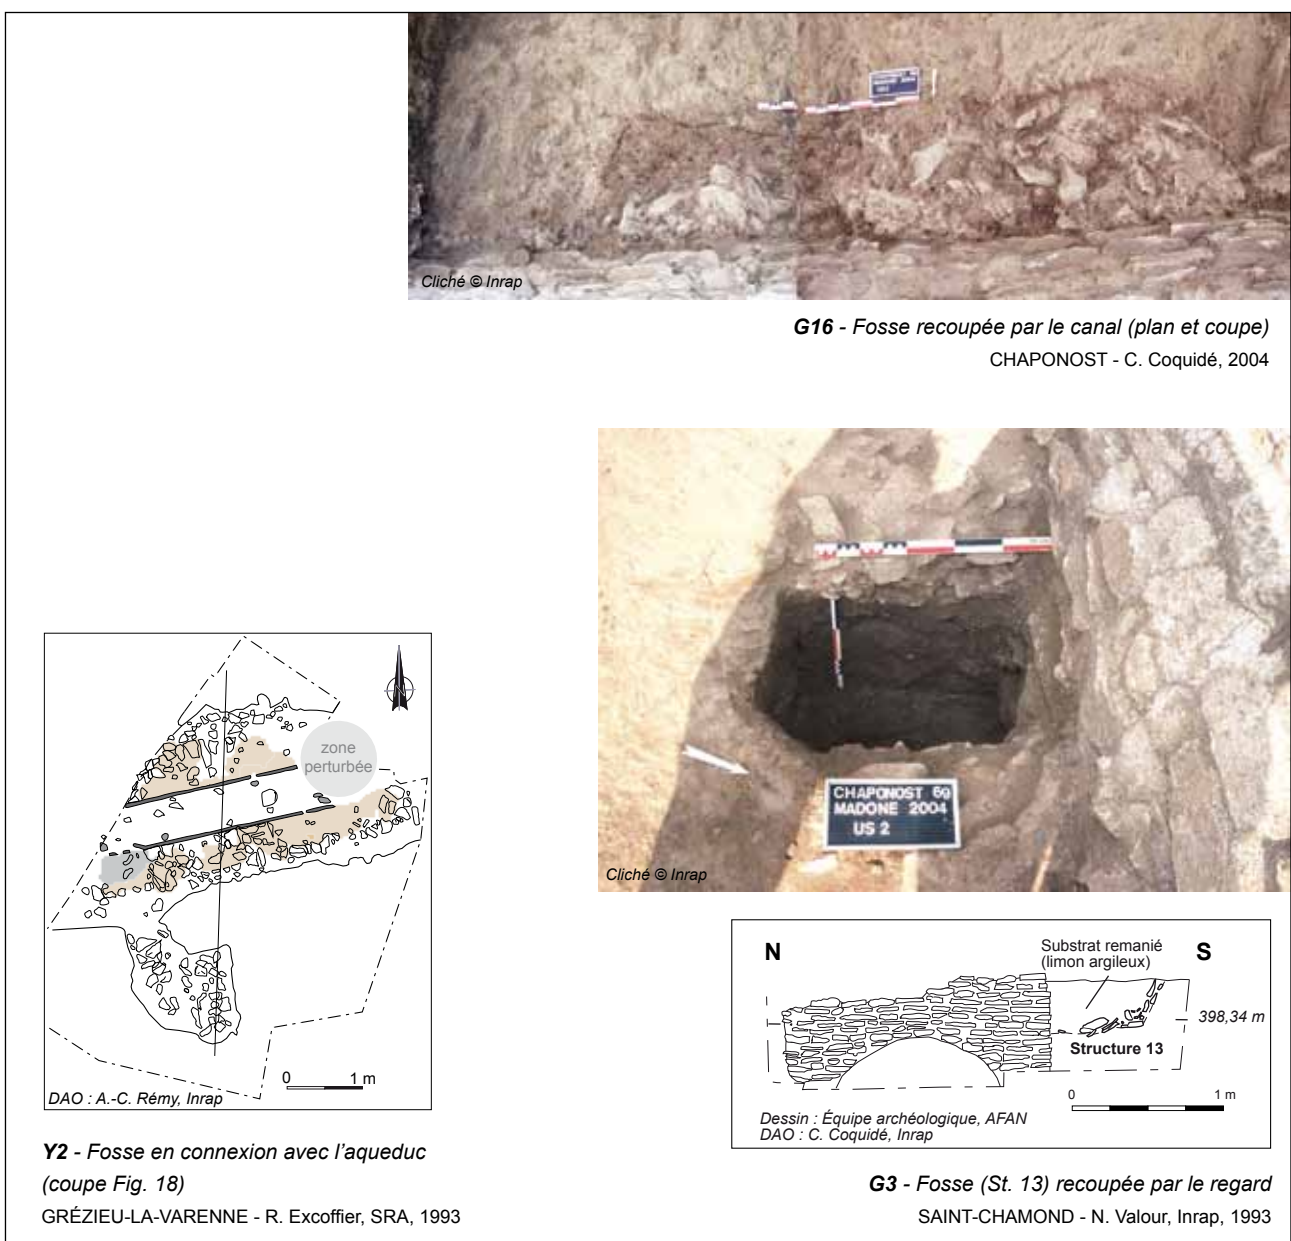 Cliché © Inrap
G16 - Fosse recoupée par le canal (plan et coupe)
CHAPONOST - C. Coquidé, 2004
CHAPONOST 69
MADONE 2004
US 2
Cliché © Inrap
zone
perturbée
0 1 m
DAO : A.-C. Rémy, Inrap
Y2 - Fosse en connexion avec l'aqueduc
(coupe Fig. 18)
GRÉZIEU-LA-VARENNE - R. Excoffier, SRA, 1993
N
Substrat remanié
(limon argileux)
S
398,34 m
Structure 13
0 1 m
Dessin : Équipe archéologique, AFAN
DAO : C. Coquidé, Inrap
G3 - Fosse (St. 13) recoupée par le regard
SAINT-CHAMOND - N. Valour, Inrap, 1993